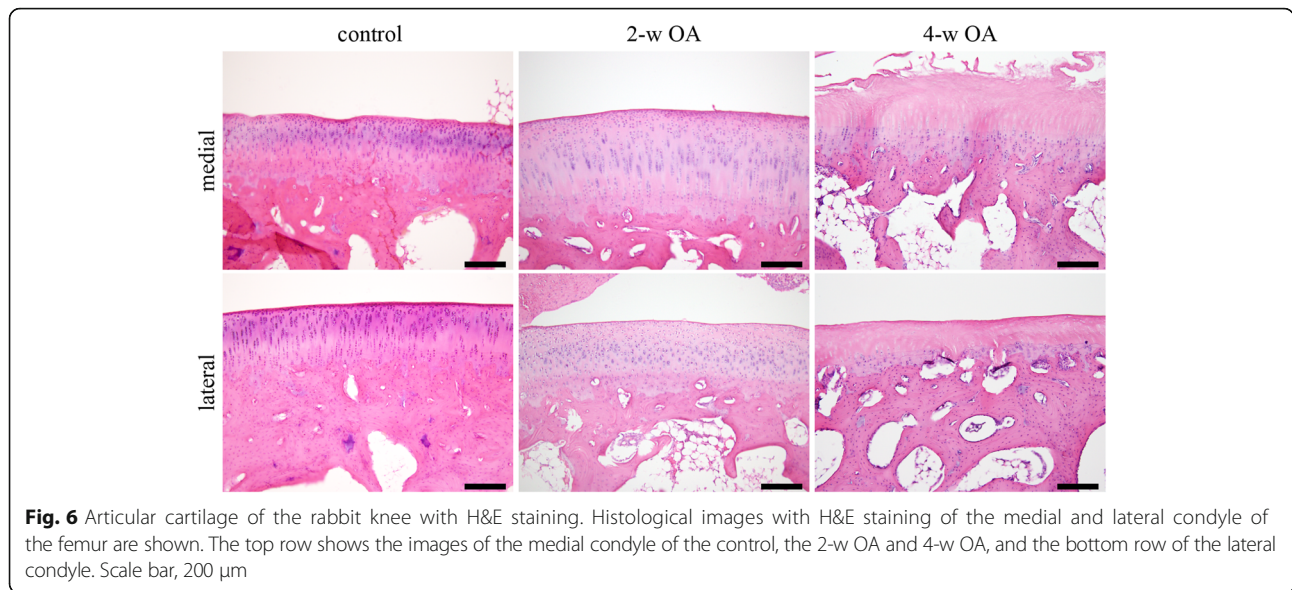 control 2-w OA 4-w OA
medial
lateral
Fig. 6 Articular cartilage of the rabbit knee with H&E staining. Histological images with H&E staining of the medial and lateral condyle of
the femur are shown. The top row shows the images of the medial condyle of the control, the 2-w OA and 4-w OA, and the bottom row of the lateral
condyle. Scale bar, 200 μm